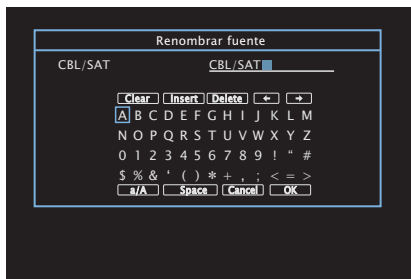 Renombrar fuente
CBL/SAT CBL/SAT
Clear Insert Delete ← →
A B C D E F G H I J K L M
N O P Q R S T U V W X Y Z
0 1 2 3 4 5 6 7 8 9 ! “ #
$ % & ‘ ( ) * + , ; < = >
a/A Space Cancel OK